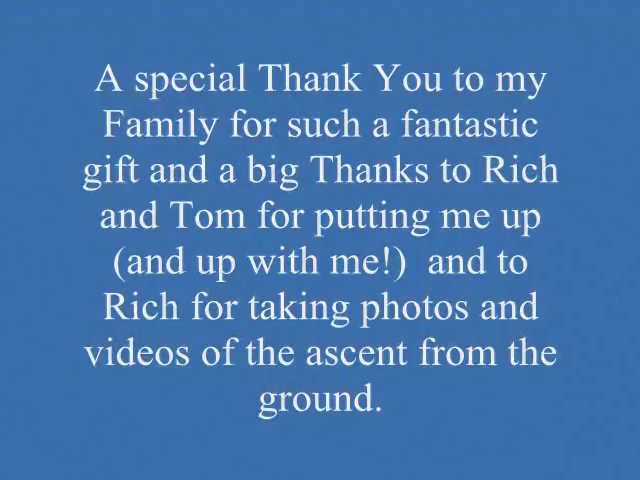 A special Thank You to my
Family for such a fantastic
gift and a big Thanks to Rich
and Tom for putting me up
(and up with me!)  and to
Rich for taking photos and
videos of the ascent from the
ground.